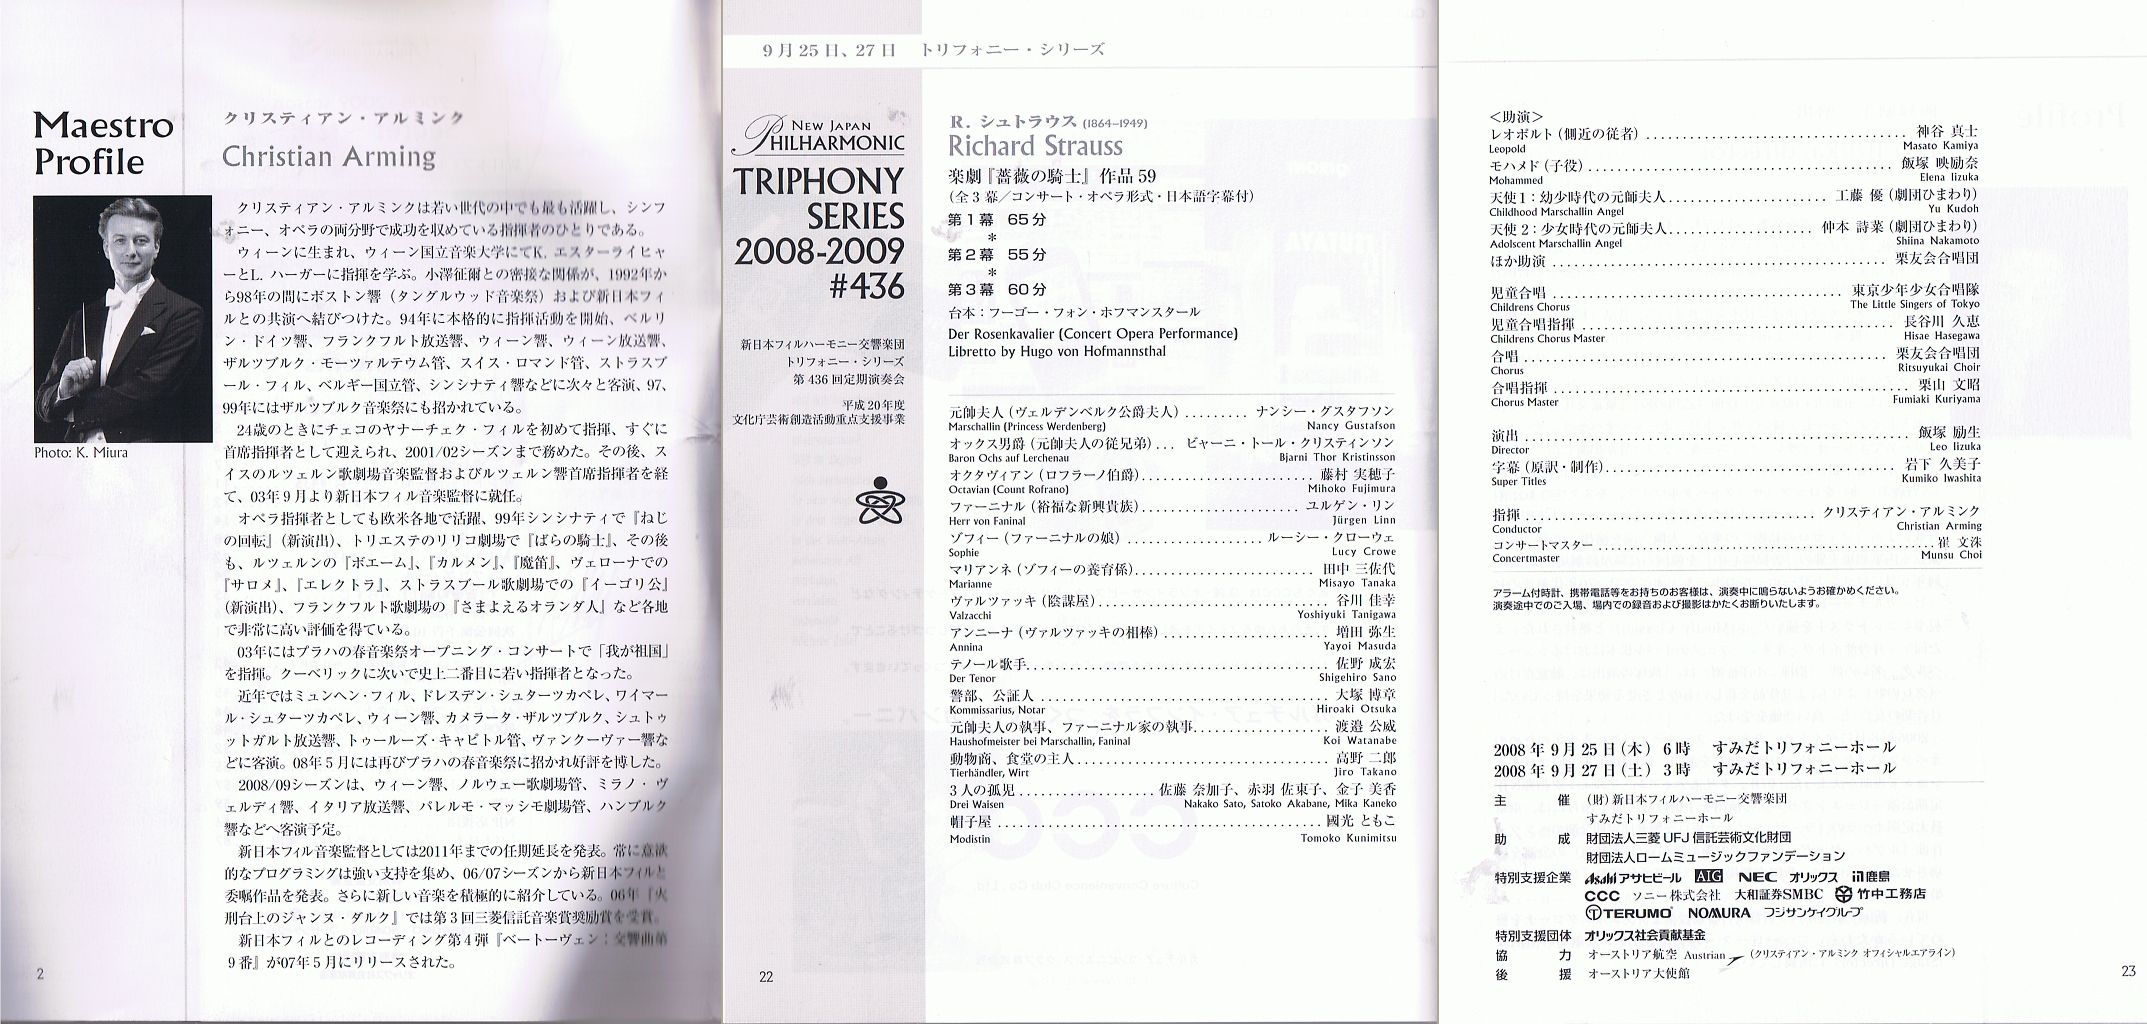 Maestro
Profile
Photo: K. Miura
クリスティアン・アルミンク
Christian Arming
クリスティアン・アルミンクは若い世代の中でも最も活躍し、シンフ
ォニー、オペラの両分野で成功を収めている指揮者のひとりである。
ウィーンに生まれ、ウィーン国立音楽大学にてK. エスターライヒャ
ーとL. ハーガーに指揮を学ぶ。小澤征爾との密接な関係が、1992年か
ら98年の間にボストン響（タングルウッド音楽祭）および新日本フィ
ルとの共演へ結びつけた。94年に本格的に指揮活動を開始、ベルリ
ン・ドイツ響、フランクフルト放送響、ウィーン響、ウィーン放送響、
ザルツブルク・モーツァルテウム管、スイス・ロマンド管、ストラスブ
ール・フィル、ベルギー国立管、シンシナティ響などに次々と客演、97、
99年にはザルツブルク音楽祭にも招かれている。
24歳のときにチェコのヤナーチェク・フィルを初めて指揮、すぐに
首席指揮者として迎えられ、2001/02シーズンまで務めた。その後、ス
イスのルツェルン歌劇場音楽監督およびルツェルン響首席指揮者を経
て、03年9月より新日本フィル音楽監督に就任。
オペラ指揮者としても欧米各地で活躍、99年シンシナティで『ねじ
の回転』（新演出）、トリエステのリリコ劇場で『ばらの騎士』、その後
も、ルツェルンの『ボエーム』、『カルメン』、『魔笛』、ヴェローナでの
『サロメ』、『エレクトラ』、ストラスブール歌劇場での『イーゴリ公』
（新演出）、フランクフルト歌劇場の『さまよえるオランダ人』など各地
で非常に高い評価を得ている。
03年にはプラハの春音楽祭オープニング・コンサートで「我が祖国」
を指揮。クーベリックに次いで史上二番目に若い指揮者となった。
近年ではミュンヘン・フィル、ドレスデン・シュターツカペレ、ワイマー
ル・シュターツカペレ、ウィーン響、カメラータ・ザルツブルク、シュトゥ
ットガルト放送響、トゥールーズ・キャピトル管、ヴァンクーヴァー響な
どに客演。08年5月には再びプラハの春音楽祭に招かれ好評を博した。
2008/09シーズンは、ウィーン響、ノルウェー歌劇場管、ミラノ・ヴ
ェルディ響、イタリア放送響、パレルモ・マッシモ劇場管、ハンブルク
響などへ客演予定。
新日本フィル音楽監督としては2011年までの任期延長を発表。常に意欲
的なプログラミングは強い支持を集め、06/07シーズンから新日本フィルと
委嘱作品を発表。さらに新しい音楽を積極的に紹介している。06年『火
刑台上のジャンヌ・ダルク』では第3回三菱信託音楽賞奨励賞を受賞。
新日本フィルとのレコーディング第4弾『ベートーヴェン：交響曲第
9番』が07年5月にリリースされた。
2
9月25日、27日 トリフォニー・シリーズ
NEW JAPAN
PHILHARMONIC
TRIPHONY
SERIES
2008-2009
#436
新日本フィルハーモニー交響楽団
トリフォニー・シリーズ
第436回定期演奏会
平成20年度
文化庁芸術創造活動重点支援事業
R. シュトラウス (1864-1949)
Richard Strauss
楽劇『薔薇の騎士』作品59
（全3幕／コンサート・オペラ形式・日本語字幕付）
第1幕 65分
*
第2幕 55分
*
第3幕 60分
台本：フーゴー・フォン・ホフマンスタール
Der Rosenkavalier (Concert Opera Performance)
Libretto by Hugo von Hofmannsthal
元帥夫人（ヴェルデンベルク公爵夫人）......... ナンシー・グスタフソン
Marschallin (Princess Werdenberg) Nancy Gustafson
オックス男爵（元帥夫人の従兄弟）... ビャーニ・トール・クリスティンソン
Baron Ochs auf Lerchenau Bjarni Thor Kristinsson
オクタヴィアン（ロフラーノ伯爵）......................... 藤村 実穂子
Octavian (Count Rofrano) Mihoko Fujimura
ファーニナル（裕福な新興貴族）..................... ユルゲン・リン
Herr von Faninal Jürgen Linn
ゾフィー（ファーニナルの娘）.................. ルーシー・クローウェ
Sophie Lucy Crowe
マリアンネ（ゾフィーの養育係）......................... 田中 三佐代
Marianne Misayo Tanaka
ヴァルツァッキ（陰謀屋）................................ 谷川 佳幸
Valzacchi Yoshiyuki Tanigawa
アンニーナ（ヴァルツァッキの相棒）....................... 増田 弥生
Annina Yayoi Masuda
テノール歌手.......................................... 佐野 成宏
Der Tenor Shigehiro Sano
警部、公証人 ......................................... 大塚 博章
Kommissarius, Notar Hiroaki Otsuka
元帥夫人の執事、ファーニナル家の執事................... 渡邉 公威
Haushofmeister bei Marschallin, Faninal Koi Watanabe
動物商、食堂の主人.................................... 高野 二郎
Tierhändler, Wirt Jiro Takano
3人の孤児 ................... 佐藤 奈加子、赤羽 佐東子、金子 美香
Drei Waisen Nakako Sato, Satoko Akabane, Mika Kaneko
帽子屋 ............................................. 國光 ともこ
Modistin Tomoko Kunimitsu
22
＜助演＞
レオポルト（側近の従者）................................. 神谷 真士
Leopold Masato Kamiya
モハメド（子役）....................................... 飯塚 映励奈
Mohammed Elena Iizuka
天使1：幼少時代の元帥夫人.................... 工藤 優（劇団ひまわり）
Childhood Marschallin Angel Yu Kudoh
天使2：少女時代の元帥夫人.................. 仲本 詩菜（劇団ひまわり）
Adolscent Marschallin Angel Shiina Nakamoto
ほか助演 .......................................... 栗友会合唱団
児童合唱 ..................................... 東京少年少女合唱隊
Childrens Chorus The Little Singers of Tokyo
児童合唱指揮 ....................................... 長谷川 久恵
Childrens Chorus Master Hisae Hasegawa
合唱 .............................................. 栗友会合唱団
Chorus Ritsuyukai Choir
合唱指揮 ............................................ 栗山 文昭
Chorus Master Fumiaki Kuriyama
演出 ................................................ 飯塚 励生
Director Leo Iizuka
字幕（原訳・制作）..................................... 岩下 久美子
Super Titles Kumiko Iwashita
指揮 ................................... クリスティアン・アルミンク
Conductor Christian Arming
コンサートマスター ....................................... 崔 文洙
Concertmaster Munsu Choi
アラーム付時計、携帯電話等をお持ちのお客様は、演奏中に鳴らないようお確かめください。
演奏途中でのご入場、場内での録音および撮影はかたくお断りいたします。
2008年9月25日（木）6時 すみだトリフォニーホール
2008年9月27日（土）3時 すみだトリフォニーホール
主催 （財）新日本フィルハーモニー交響楽団
すみだトリフォニーホール
助成 財団法人三菱UFJ信託芸術文化財団
財団法人ロームミュージックファンデーション
特別支援企業 Asahi アサヒビール AIG NEC オリックス 鹿島
CCC ソニー株式会社 大和証券SMBC 竹中工務店
TERUMO NOMURA フジサンケイグループ
特別支援団体 オリックス社会貢献基金
協力 オーストリア航空 Austrian （クリスティアン・アルミンク オフィシャルエアライン）
後援 オーストリア大使館
23